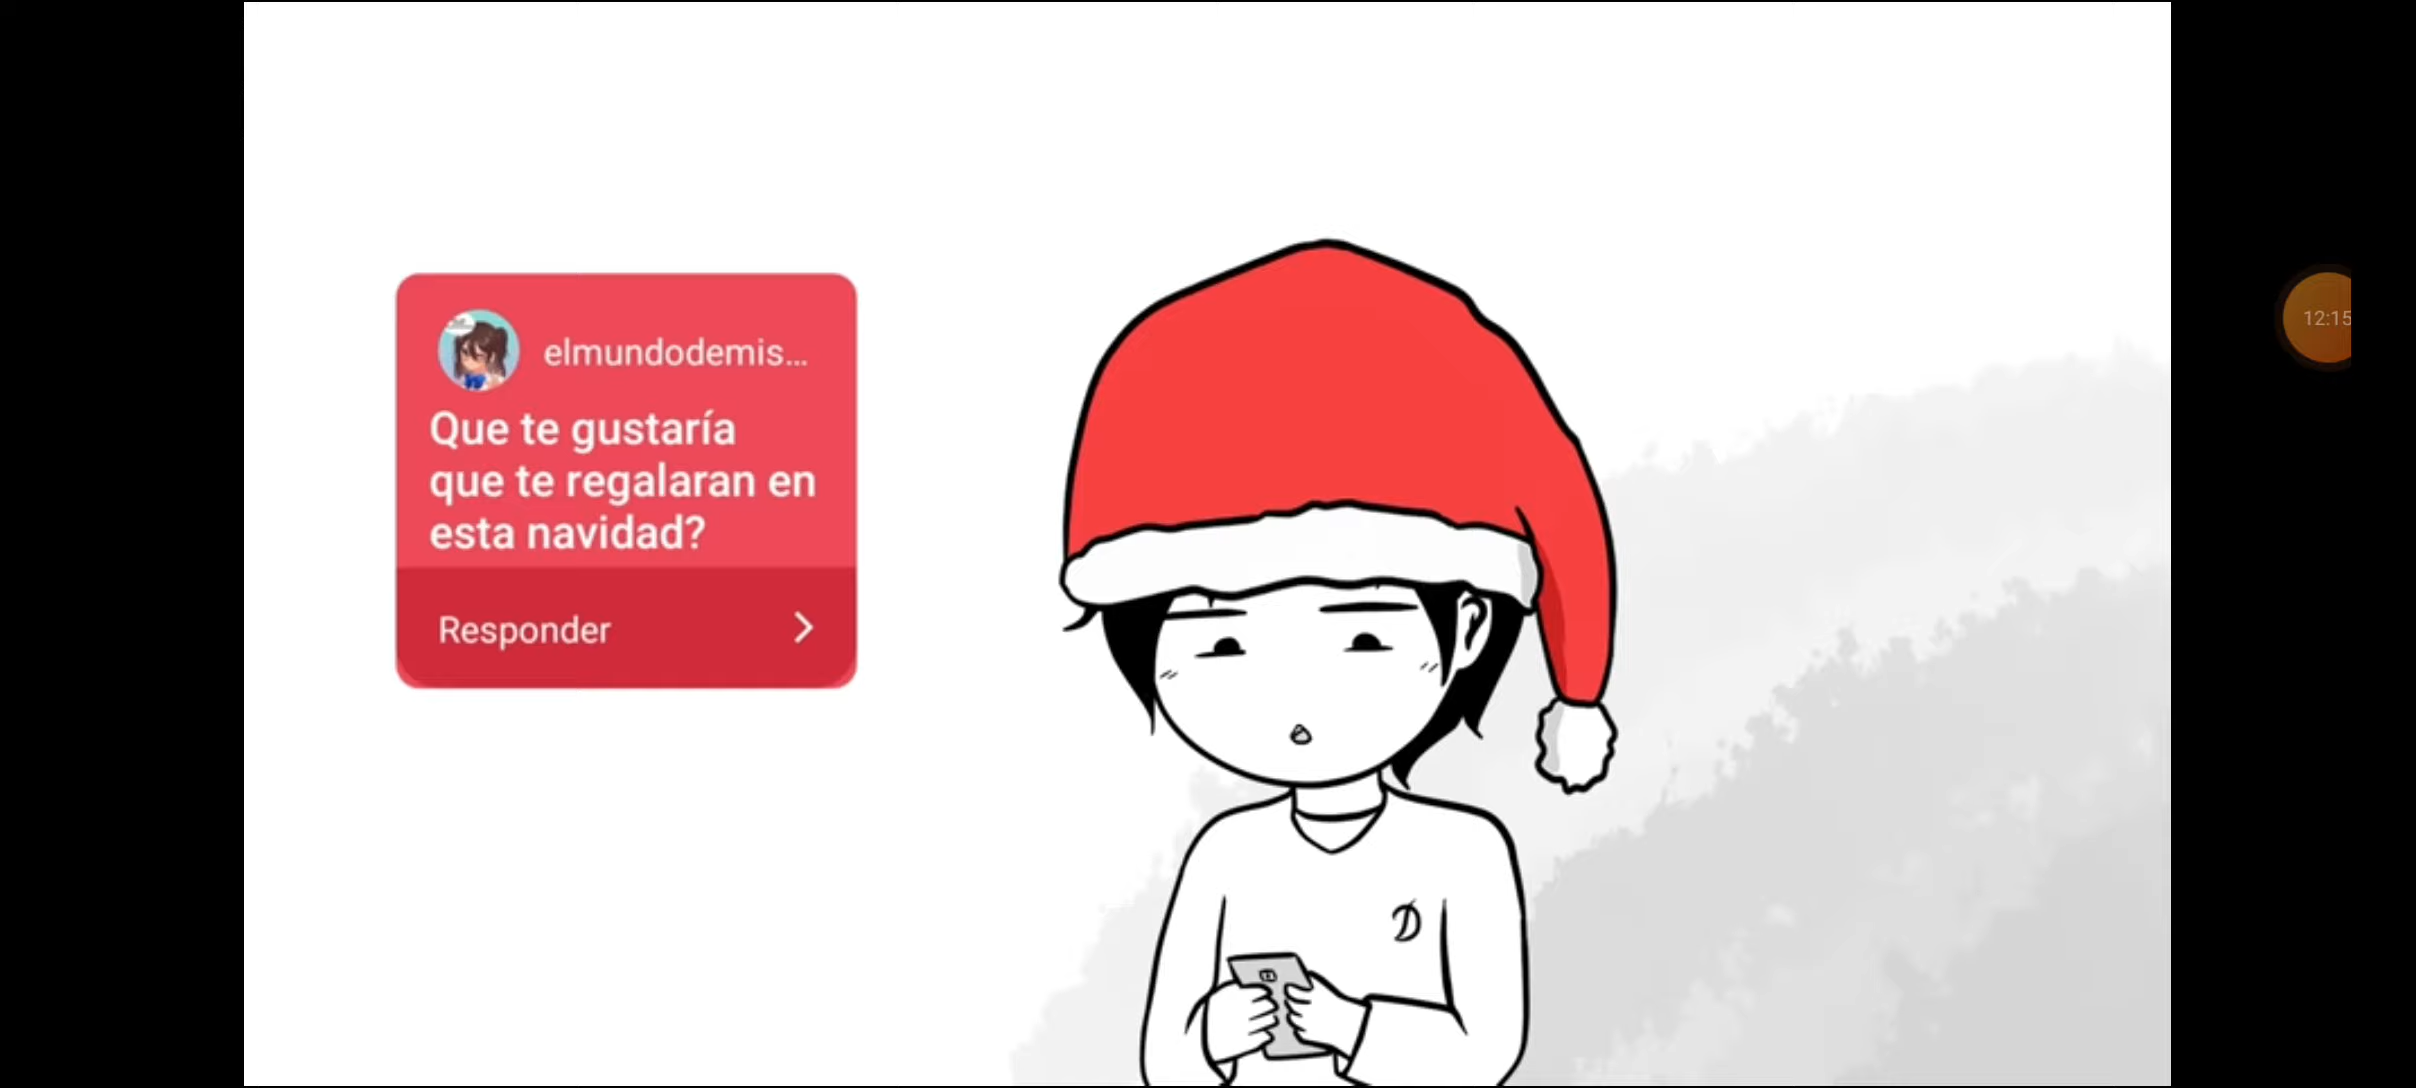 elmundodemis...
Que te gustaría
que te regalaran en
esta navidad?
Responder
D
12:15